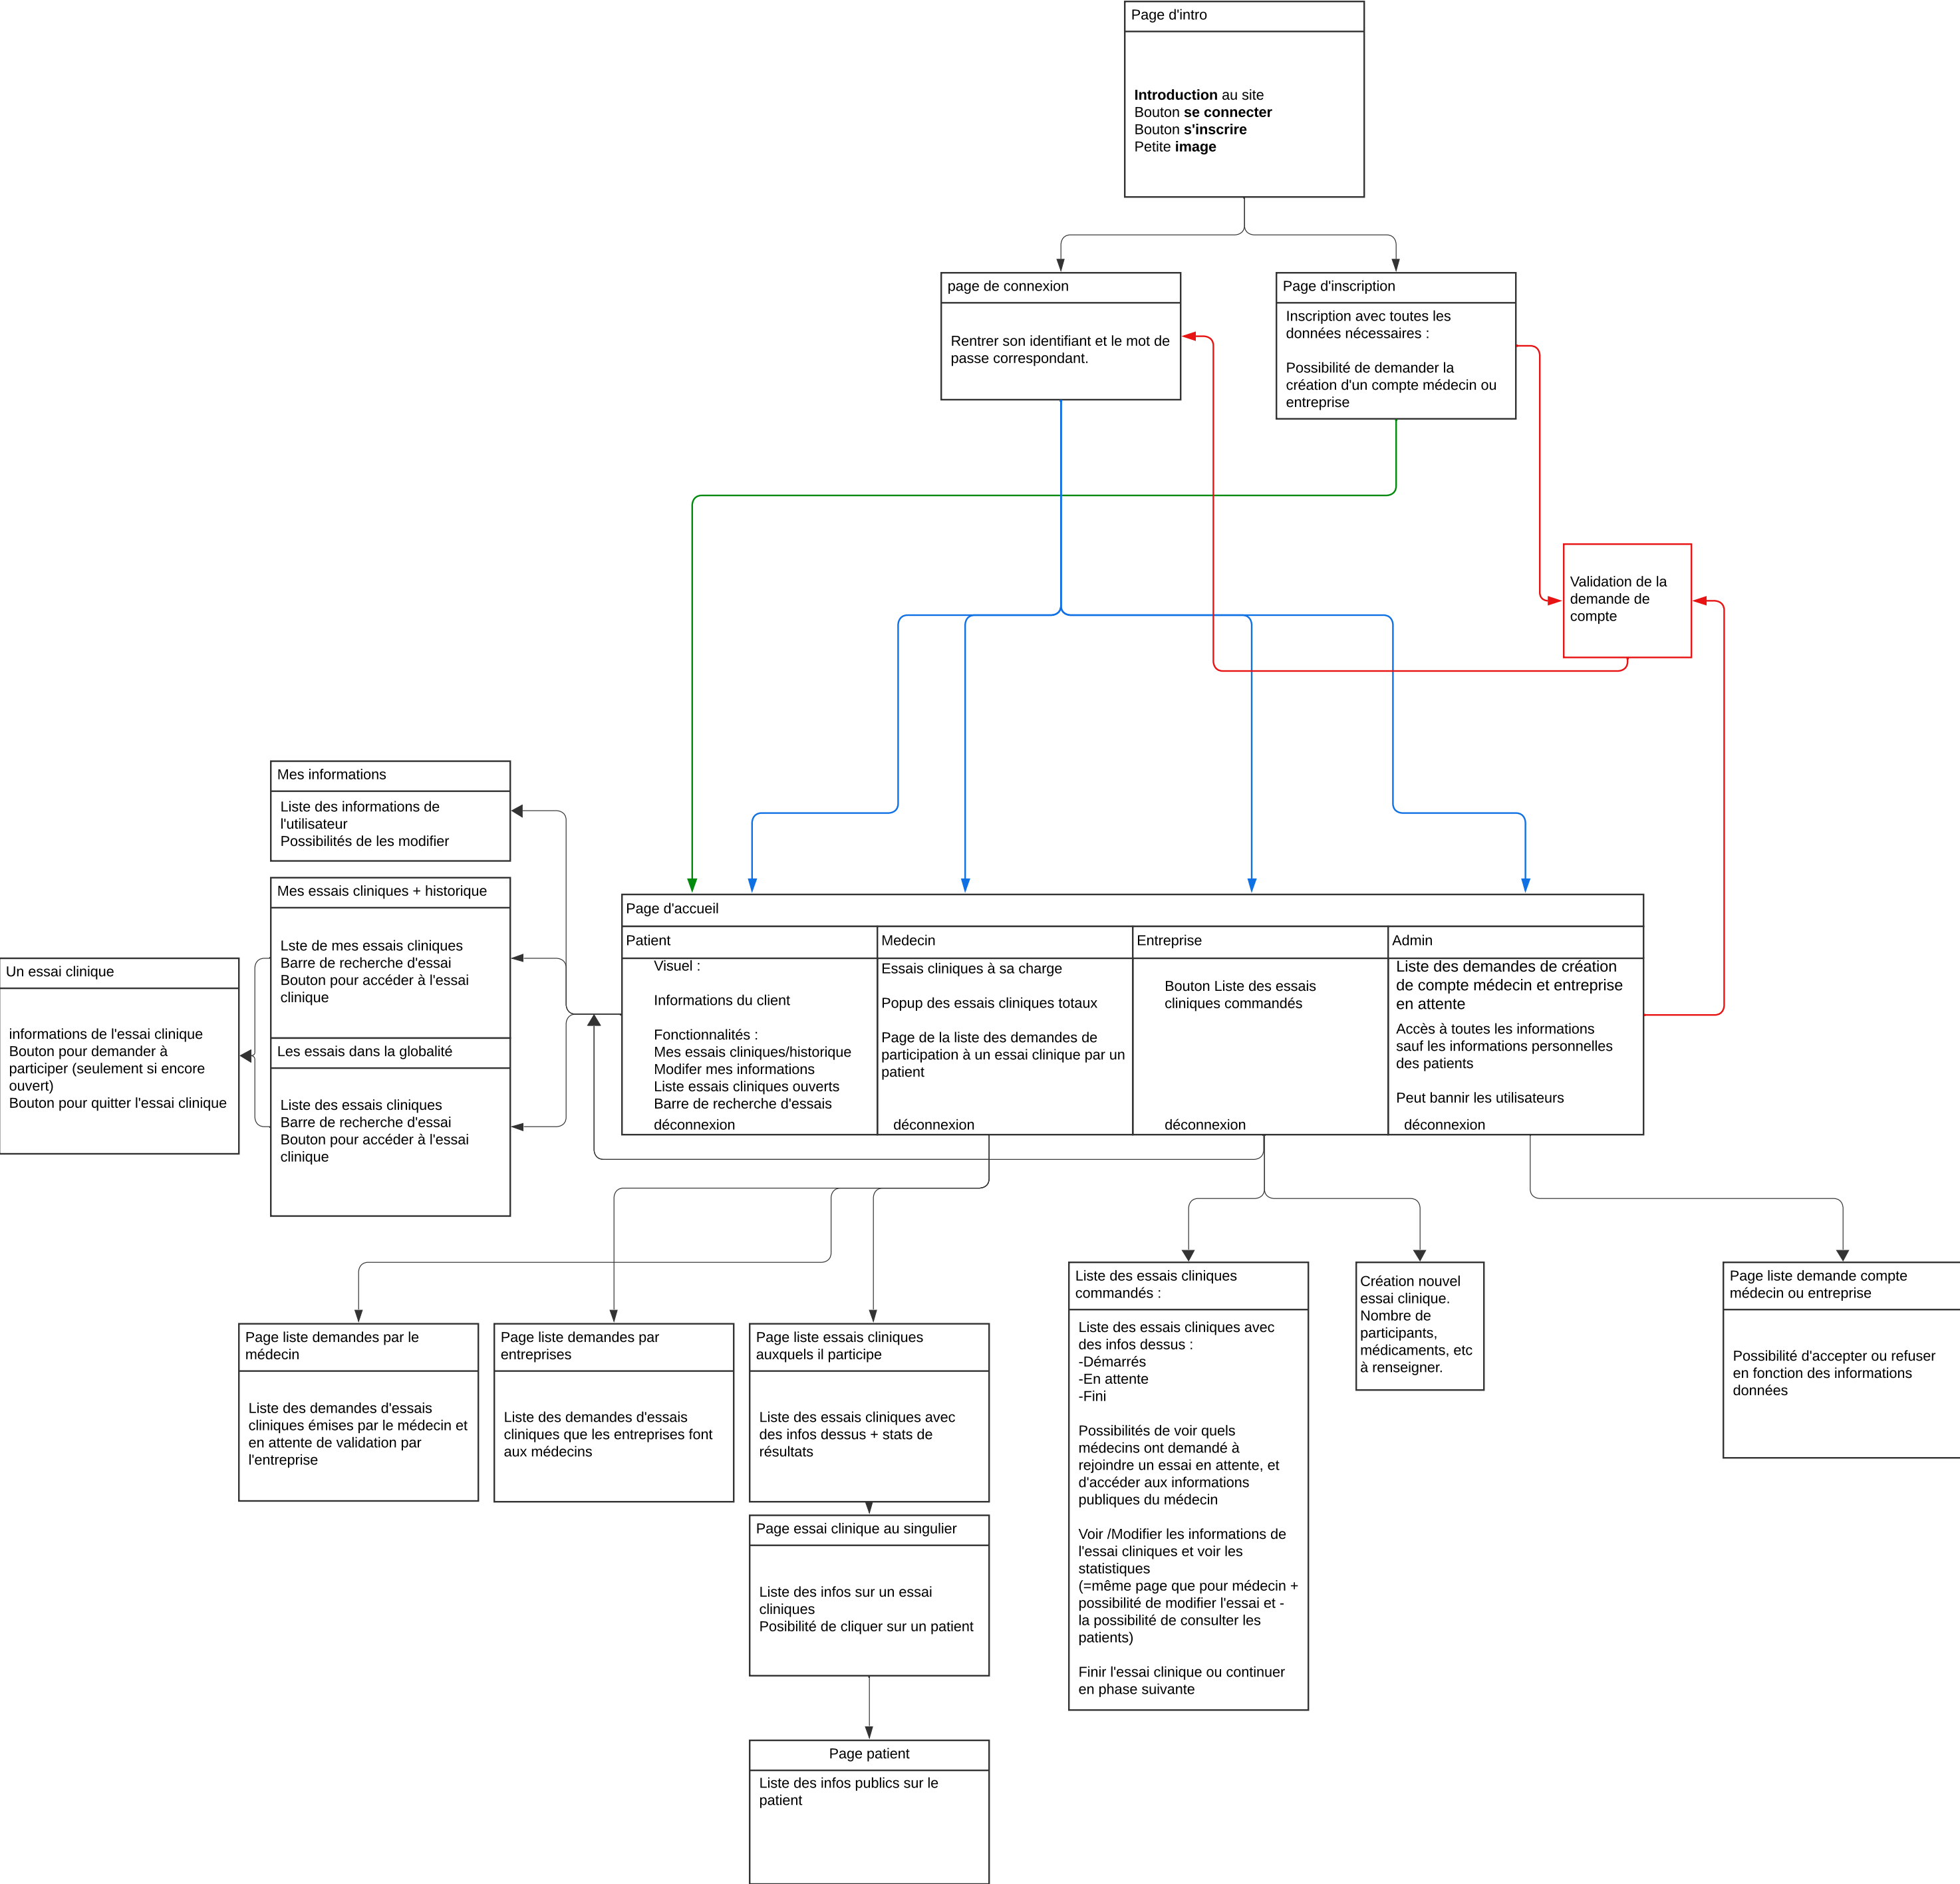 Page d'intro
Introduction au site
Bouton se connecter
Bouton s'inscrire
Petite image
page de connexion
Rentrer son identifiant et le mot de
passe correspondant.
Page d'inscription
Inscription avec toutes les
données nécessaires :
Possibilité de demander la
création d'un compte médecin ou
entreprise
Validation de la
demande de
compte
Mes informations
Liste des informations de
l'utilisateur
Possibilités de les modifier
Mes essais cliniques + historique
Lste de mes essais cliniques
Barre de recherche d'essai
Bouton pour accéder à l'essai
clinique
Les essais dans la globalité
Liste des essais cliniques
Barre de recherche d'essai
Bouton pour accéder à l'essai
clinique
Un essai clinique
informations de l'essai clinique
Bouton pour demander à
participer (seulement si encore
ouvert)
Bouton pour quitter l'essai clinique
Page d'accueil
Patient
Visuel :
Informations du client
Fonctionnalités :
Mes essais cliniques/historique
Modifer mes informations
Liste essais cliniques ouverts
Barre de recherche d'essais
déconnexion
Medecin
Essais cliniques à sa charge
Popup des essais cliniques totaux
Page de la liste des demandes de
participation à un essai clinique par un
patient
déconnexion
Entreprise
Bouton Liste des essais
cliniques commandés
déconnexion
Admin
Liste des demandes de création
de compte médecin et entreprise
en attente
Accès à toutes les informations
sauf les informations personnelles
des patients
Peut bannir les utilisateurs
déconnexion
Page liste demandes par le
médecin
Liste des demandes d'essais
cliniques émises par le médecin et
en attente de validation par
l'entreprise
Page liste demandes par
entreprises
Liste des demandes d'essais
cliniques que les entreprises font
aux médecins
Page liste essais cliniques
auxquels il participe
Liste des essais cliniques avec
des infos dessus + stats de
résultats
Page essai clinique au singulier
Liste des infos sur un essai
cliniques
Posibilité de cliquer sur un patient
Page patient
Liste des infos publics sur le
patient
Liste des essais cliniques
commandés :
Liste des essais cliniques avec
des infos dessus :
-Démarrés
-En attente
-Fini
Possibilités de voir quels
médecins ont demandé à
rejoindre un essai en attente, et
d'accéder aux informations
publiques du médecin
Voir /Modifier les informations de
l'essai cliniques et voir les
statistiques
(=même page que pour médecin +
possibilité de modifier l'essai et -
la possibilité de consulter les
patients)
Finir l'essai clinique ou continuer
en phase suivante
Création nouvel
essai clinique.
Nombre de
participants,
médicaments, etc
à renseigner.
Page liste demande compte
médecin ou entreprise
Possibilité d'accepter ou refuser
en fonction des informations
données